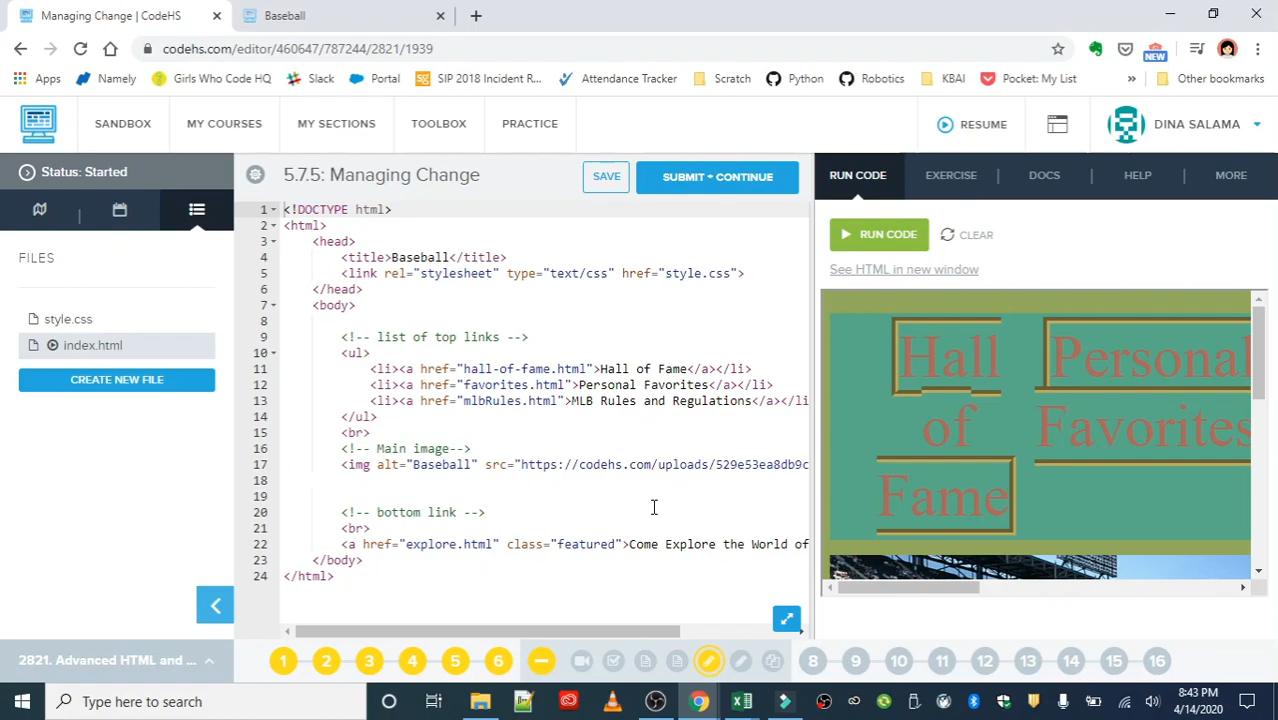 Managing Change | CodeHS
Baseball
codehs.com/editor/460647/787244/2821/1939
NEW
Apps
Namely
Girls Who Code HQ
Slack
Portal
SIP 2018 Incident R...
Attendance Tracker
Scratch
Python
Robotics
KBAI
Pocket: My List
»
Other bookmarks
SANDBOX
MY COURSES
MY SECTIONS
TOOLBOX
PRACTICE
RESUME
DINA SALAMA
Status: Started
5.7.5: Managing Change
SAVE
SUBMIT + CONTINUE
RUN CODE
EXERCISE
DOCS
HELP
MORE
FILES
style.css
index.html
CREATE NEW FILE
1 <!DOCTYPE html>
2 <html>
3 <head>
4 <title>Baseball</title>
5 <link rel="stylesheet" type="text/css" href="style.css">
6 </head>
7 <body>
8
9 <!-- list of top links -->
10 <ul>
11 <li><a href="hall-of-fame.html">Hall of Fame</a></li>
12 <li><a href="favorites.html">Personal Favorites</a></li>
13 <li><a href="mlbRules.html">MLB Rules and Regulations</a></li
14 </ul>
15 <br>
16 <!-- Main image-->
17 <img alt="Baseball" src="https://codehs.com/uploads/529e53ea8db9c
18
19
20 <!-- bottom link -->
21 <br>
22 <a href="explore.html" class="featured">Come Explore the World of
23 </body>
24 </html>
RUN CODE
CLEAR
See HTML in new window
Hall of Fame
Personal Favorites
2821. Advanced HTML and ...
1 2 3 4 5 6 8 9 10 11 12 13 14 15 16
Type here to search
8:43 PM
4/14/2020